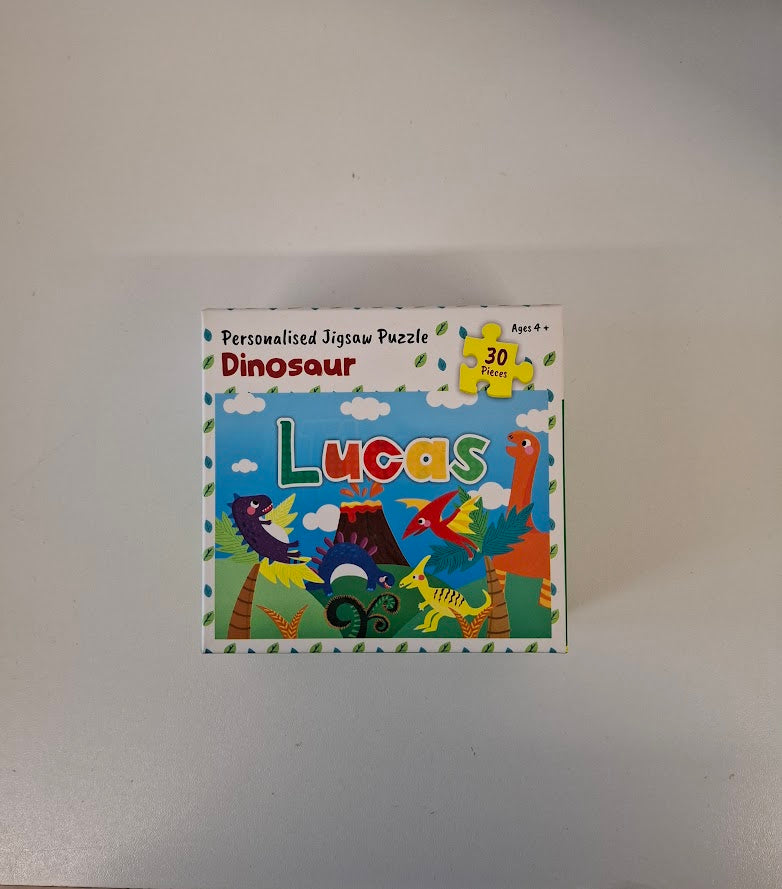 Personalised Jigsaw Puzzle
Dinosaur
Ages 4 +
30
Pieces
Lucas